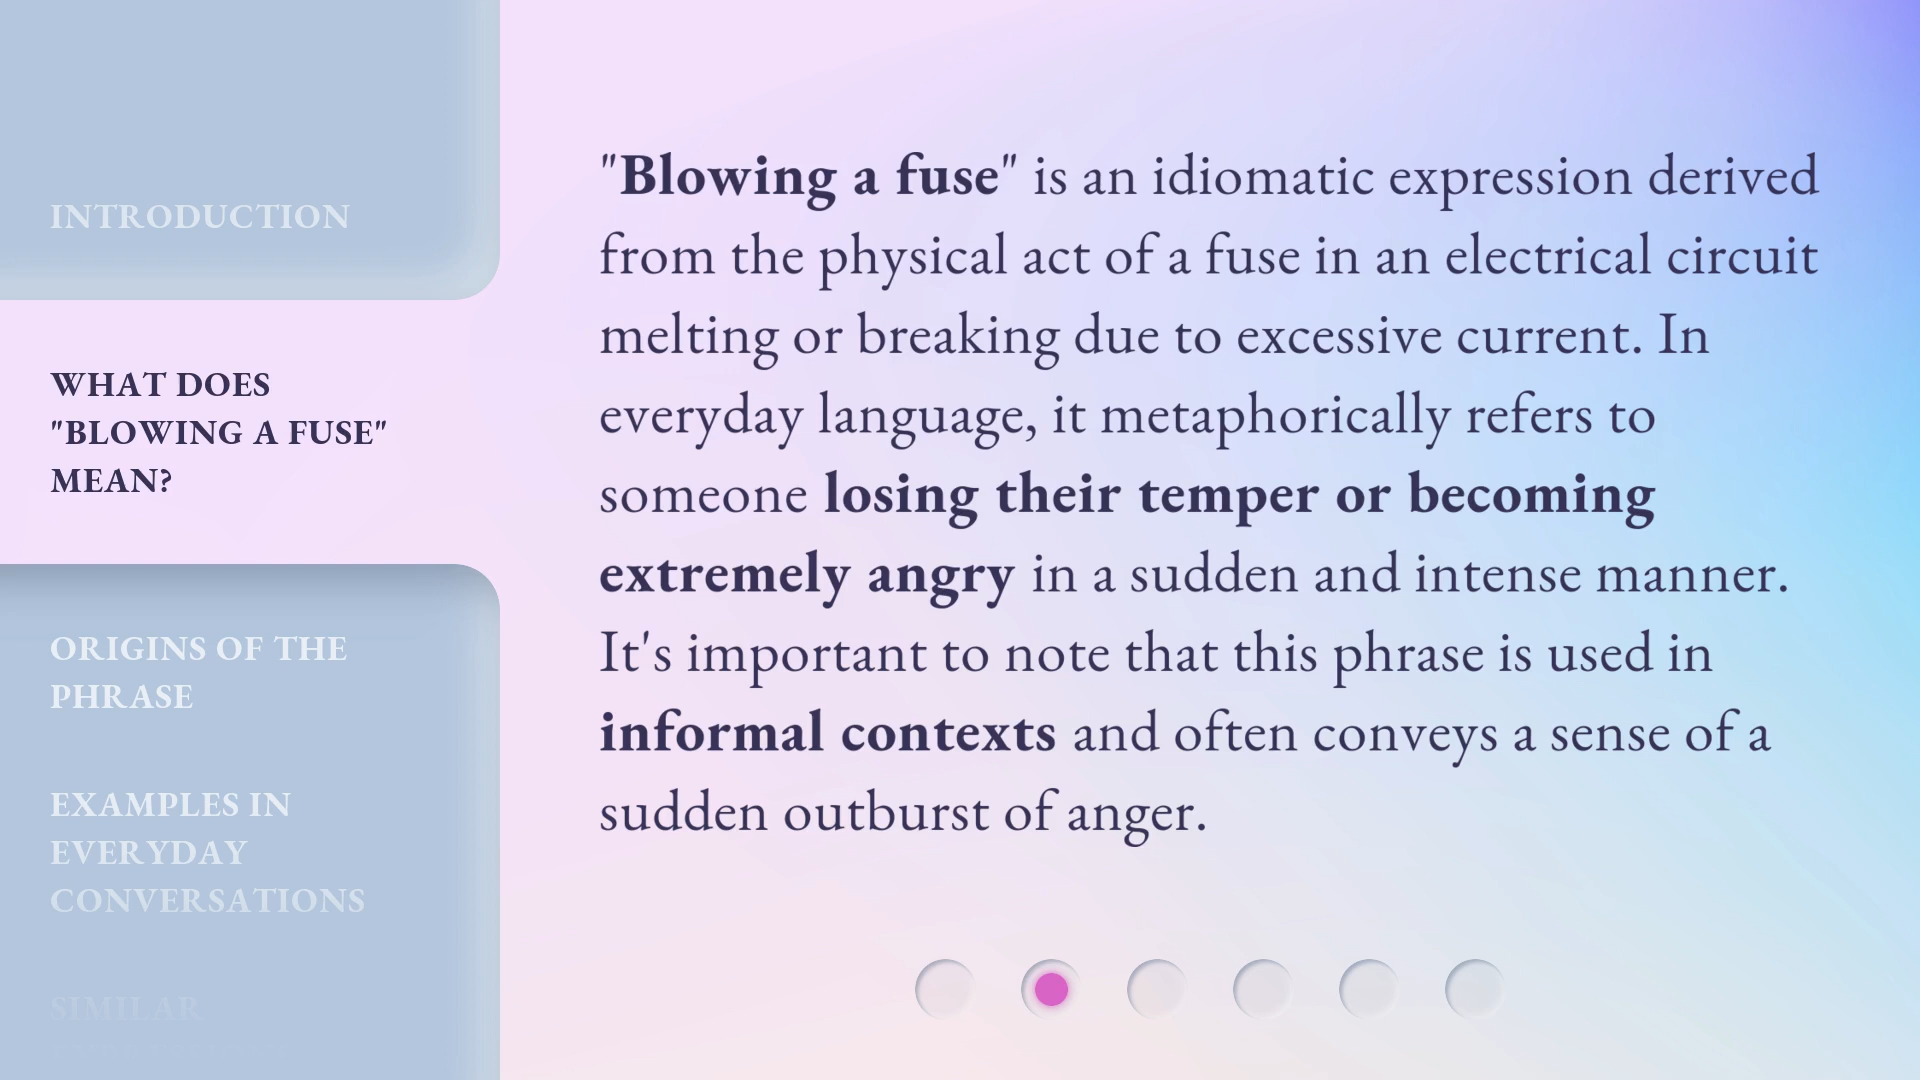 INTRODUCTION
WHAT DOES
"BLOWING A FUSE"
MEAN?
ORIGINS OF THE
PHRASE
EXAMPLES IN
EVERYDAY
CONVERSATIONS
SIMILAR
"Blowing a fuse" is an idiomatic expression derived
from the physical act of a fuse in an electrical circuit
melting or breaking due to excessive current. In
everyday language, it metaphorically refers to
someone losing their temper or becoming
extremely angry in a sudden and intense manner.
It's important to note that this phrase is used in
informal contexts and often conveys a sense of a
sudden outburst of anger.